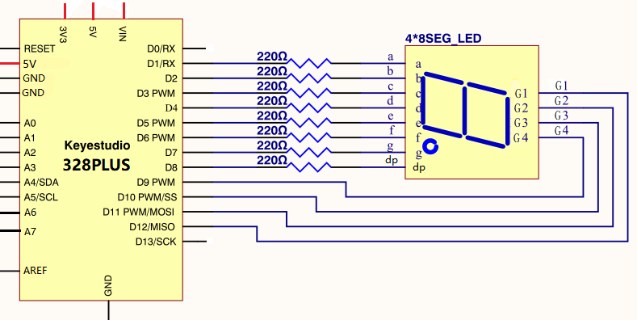 3V3
5V
VIN
4*8SEG_LED
RESET
5V
GND
GND
A0
A1
A2
A3
A4/SDA
A5/SCL
A6
A7
AREF
Keyestudio
328PLUS
GND
D0/RX
D1/RX
D2
D3 PWM
D4
D5 PWM
D6 PWM
D7
D8
D9 PWM
D10 PWM/SS
D11 PWM/MOSI
D12/MISO
D13/SCK
220Ω
220Ω
220Ω
220Ω
220Ω
220Ω
220Ω
220Ω
a
b
c
d
e
f
g
dp
a
b
c
d
e
f
g
dp
G1
G2
G3
G4
G1
G2
G3
G4